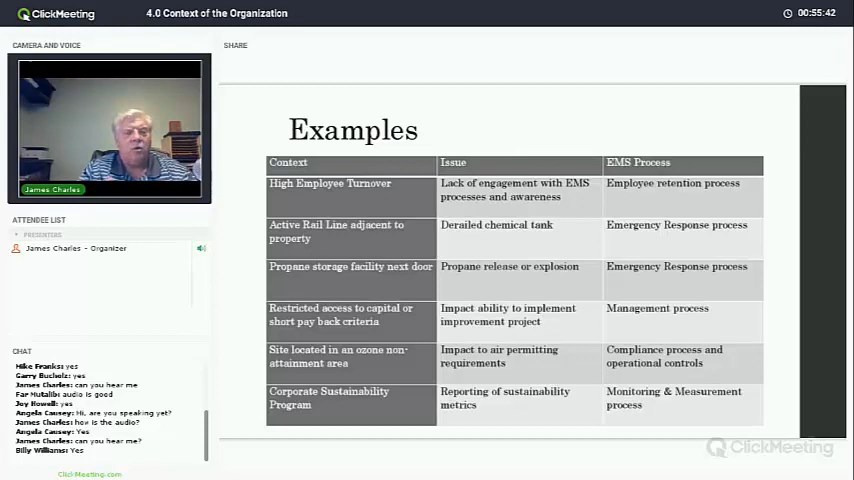 ClickMeeting
4.0 Context of the Organization
00:55:42
CAMERA AND VOICE
SHARE
James Charles
ATTENDEE LIST
PRESENTERS
James Charles - Organizer
CHAT
Mike Franks: yes
Garry Bucholz: yes
James Charles: can you hear me
Far Mutalib: audio is good
Joy Howell: yes
Angela Causey: Hi, are you speaking yet?
James Charles: how is the audio?
Angela Causey: Yes
James Charles: can you hear me?
Billy Williams: Yes
ClickMeeting.com
Examples
Context Issue EMS Process
High Employee Turnover
Lack of engagement with EMS
processes and awareness
Employee retention process
Active Rail Line adjacent to
property
Derailed chemical tank
Emergency Response process
Propane storage facility next door
Propane release or explosion
Emergency Response process
Restricted access to capital or
short pay back criteria
Impact ability to implement
improvement project
Management process
Site located in an ozone non-
attainment area
Impact to air permitting
requirements
Compliance process and
operational controls
Corporate Sustainability
Program
Reporting of sustainability
metrics
Monitoring & Measurement
process
ClickMeeting